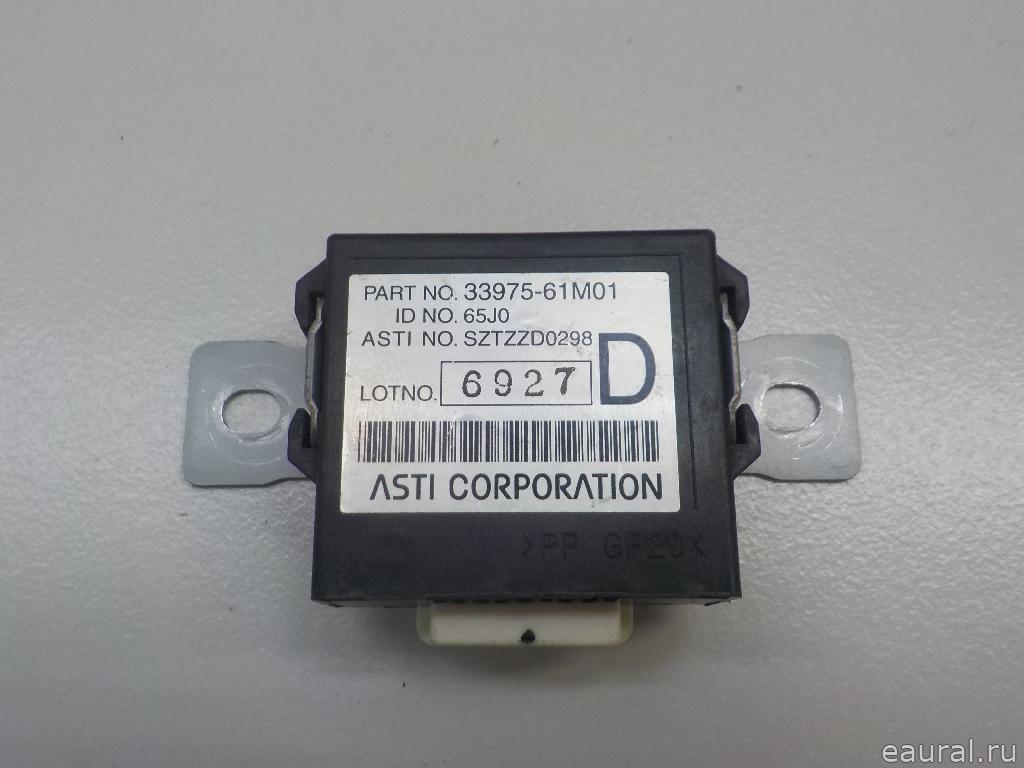 PART NO. 33975-61M01
ID NO. 65J0
ASTI NO. SZTZZD0298
D
LOTNO. 6927
ASTI CORPORATION
>PP GF20<
eaural.ru